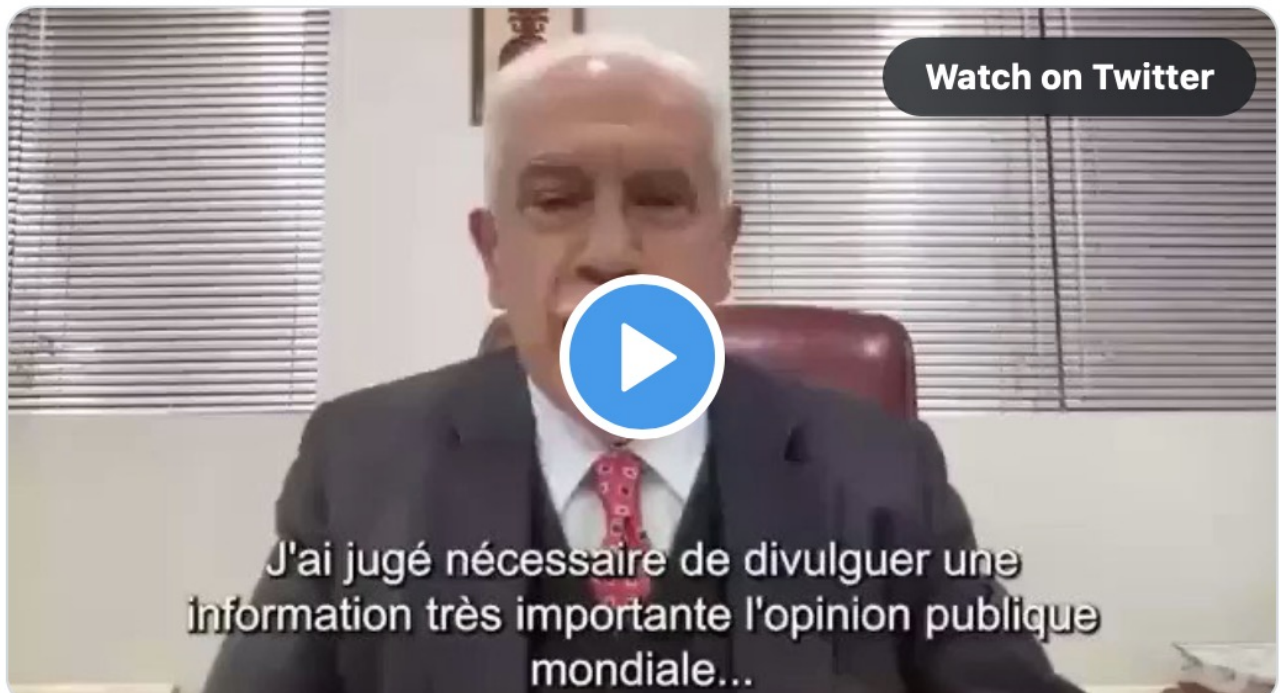 Watch on Twitter
J'ai jugé nécessaire de divulguer une
information très importante l'opinion publique
mondiale...